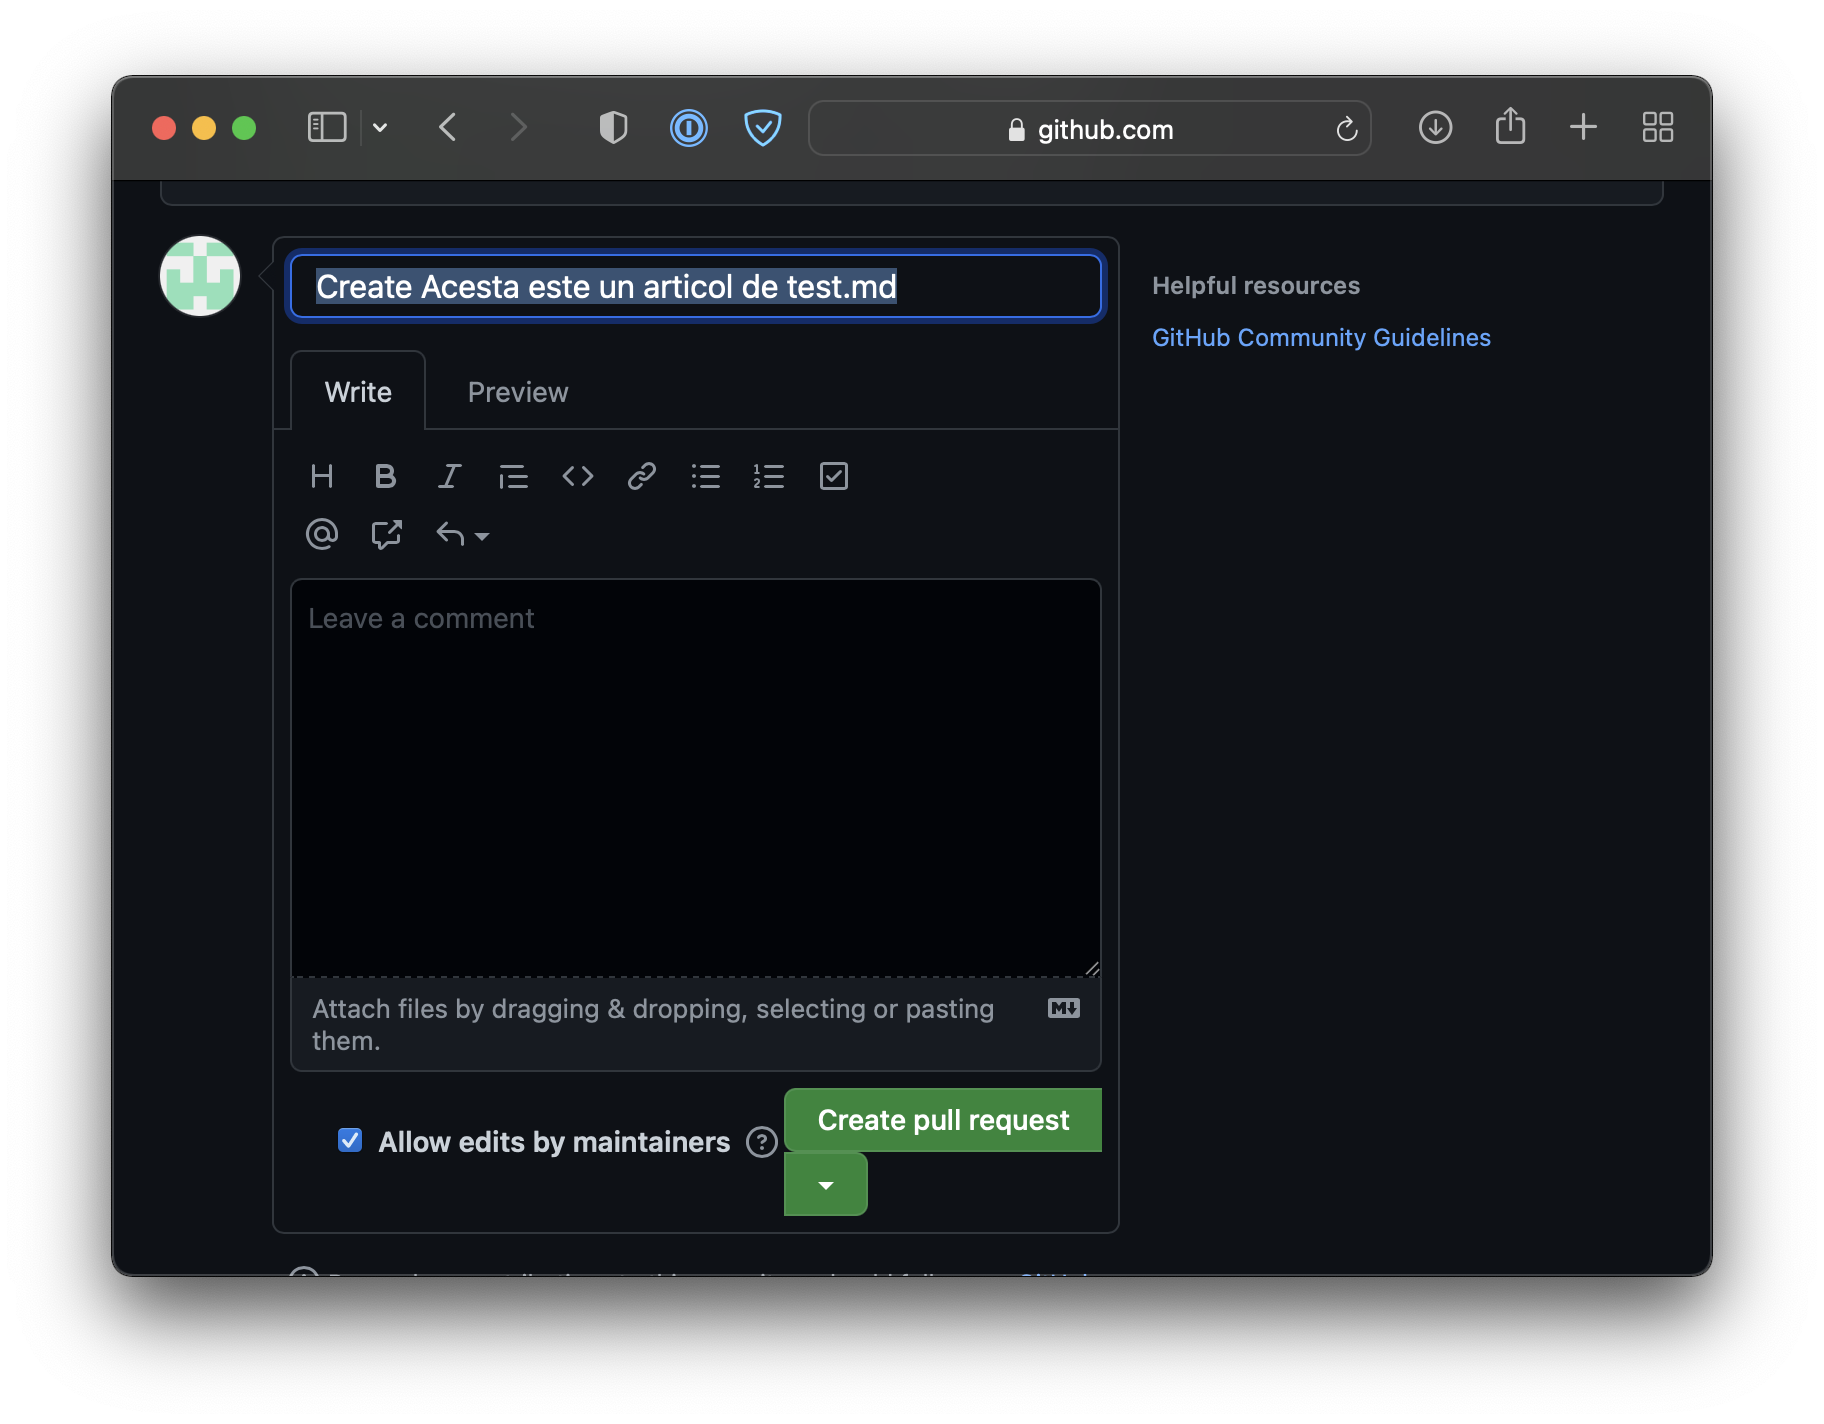 github.com
Create Acesta este un articol de test.md
Helpful resources
GitHub Community Guidelines
Write
Preview
Leave a comment
Attach files by dragging & dropping, selecting or pasting
them.
Allow edits by maintainers
Create pull request